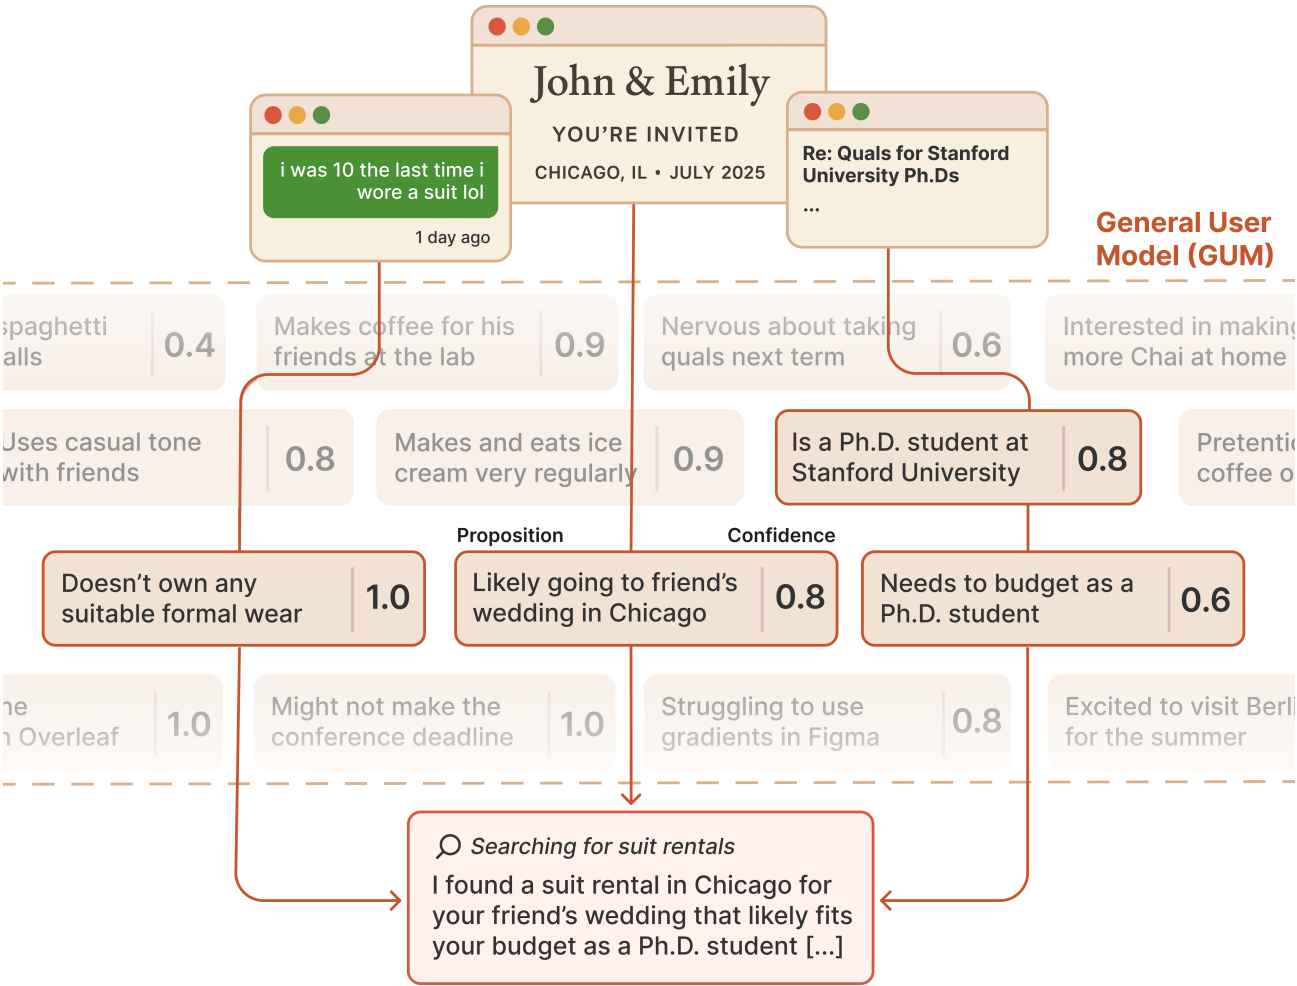 John & Emily
YOU'RE INVITED
CHICAGO, IL • JULY 2025
i was 10 the last time i
wore a suit lol
1 day ago
Re: Quals for Stanford
University Ph.Ds
...
General User
Model (GUM)
spaghetti
alls
0.4
Makes coffee for his
friends at the lab
0.9
Nervous about taking
quals next term
0.6
Interested in making
more Chai at home
Uses casual tone
with friends
0.8
Makes and eats ice
cream very regularly
0.9
Is a Ph.D. student at
Stanford University
0.8
coffee
Proposition
Confidence
Doesn't own any
suitable formal wear
1.0
Likely going to friend's
wedding in Chicago
0.8
Needs to budget as a
Ph.D. student
0.6
Overleaf
1.0
Might not make the
conference deadline
1.0
Struggling to use
gradients in Figma
0.8
Excited to visit Berli
for the summer
Searching for suit rentals
I found a suit rental in Chicago for
your friend's wedding that likely fits
your budget as a Ph.D. student [...]